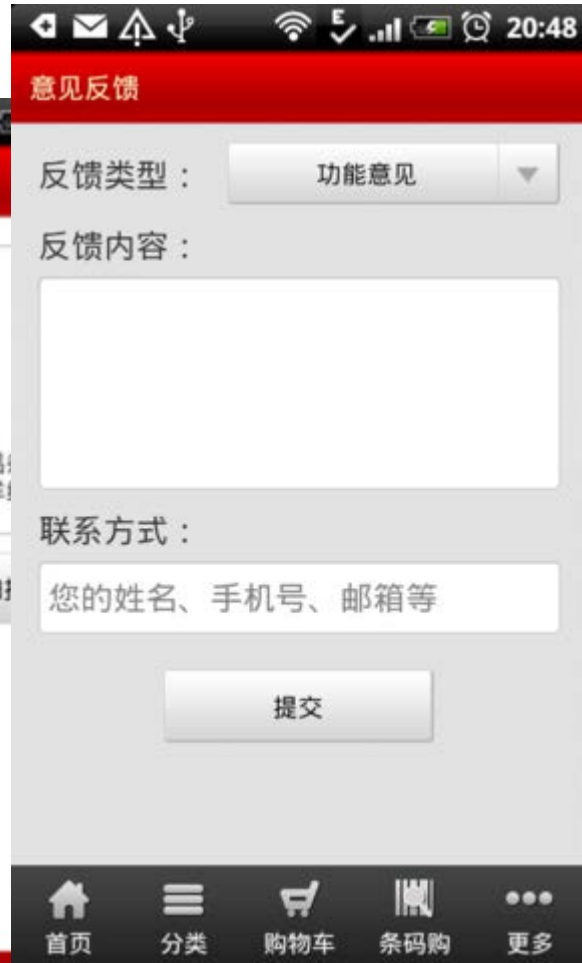 20:48
意见反馈
反馈类型： 功能意见
反馈内容：
联系方式：
您的姓名、手机号、邮箱等
提交
首页 分类 购物车 条码购 更多